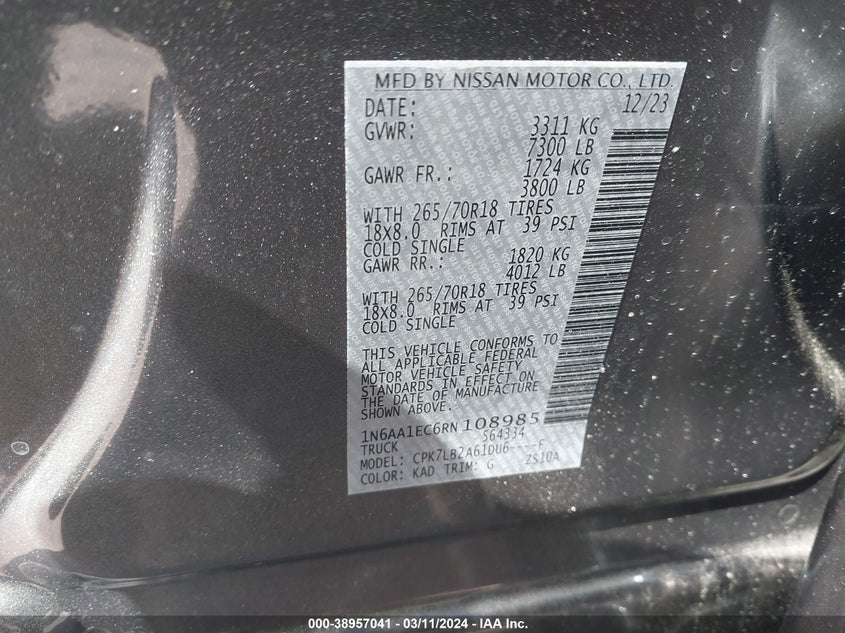 MFD BY NISSAN MOTOR CO., LTD.
DATE: 12/23
GVWR: 3311 KG
7300 LB
GAWR FR.: 1724 KG
3800 LB
WITH 265/70R18 TIRES
18x8.0 RIMS AT 39 PSI
COLD SINGLE
GAWR RR.: 1820 KG
4012 LB
WITH 265/70R18 TIRES
18x8.0 RIMS AT 39 PSI
COLD SINGLE
THIS VEHICLE CONFORMS TO
ALL APPLICABLE FEDERAL
MOTOR VEHICLE SAFETY
STANDARDS IN EFFECT ON
THE DATE OF MANUFACTURE
SHOWN ABOVE.
1N6AA1EC6RN108985
TRUCK 564334
MODEL: CPK7LB2A61DU6----F
COLOR: KAD TRIM: G ZS10A
000-38957041 / 03/11/2024 - IAA Inc.